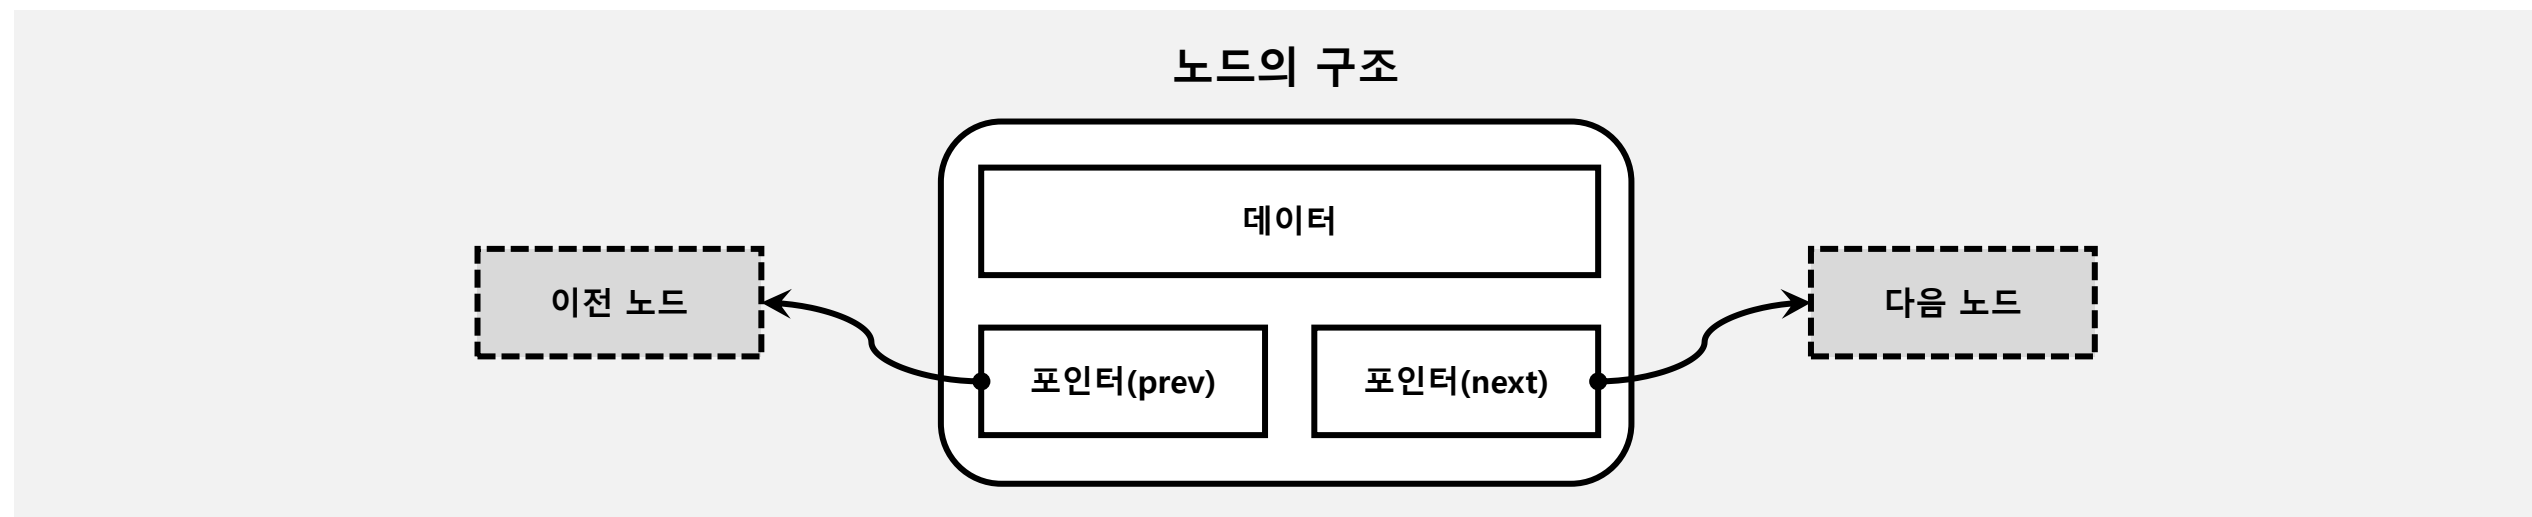 노드의 구조
데이터
이전 노드
다음 노드
포인터(prev)
포인터(next)